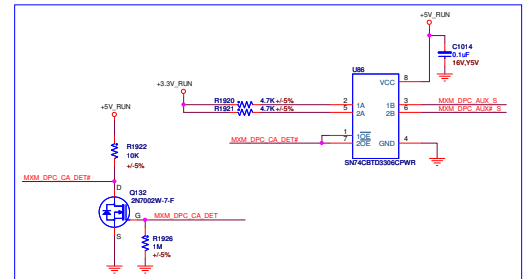 +5V_RUN
C1014
0.1uF
16V,Y5V
U86
VCC
8
+3.3V_RUN
R1920 4.7K+/-5% 2 1A 1B 3 MXM_DPC_AUX_S
R1921 4.7K+/-5% 5 2A 2B 6 MXM_DPC_AUX#_S
MXM_DPC_CA_DET# 1 1OE
7 2OE GND 4
SN74CBTD3306CPWR
+5V_RUN
R1922
10K
+/-5%
MXM_DPC_CA_DET#
D
Q132
2N7002W-7-F
G MXM_DPC_CA_DET
S
R1926
1M
+/-5%